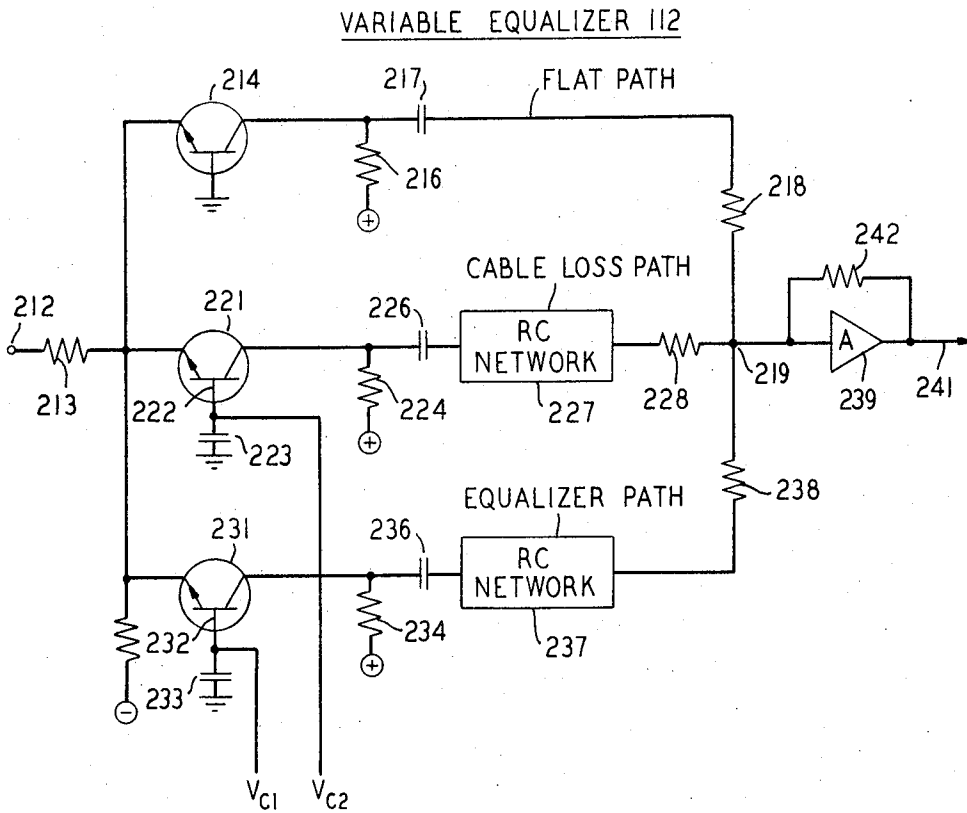 VARIABLE EQUALIZER 112
214
217
FLAT PATH
216
+
218
242
CABLE LOSS PATH
212
221
226
RC
NETWORK
A
213
222
224
227
228
219
239
241
223
+
238
EQUALIZER PATH
231
236
RC
NETWORK
232
234
237
233
+
−
VC1
VC2